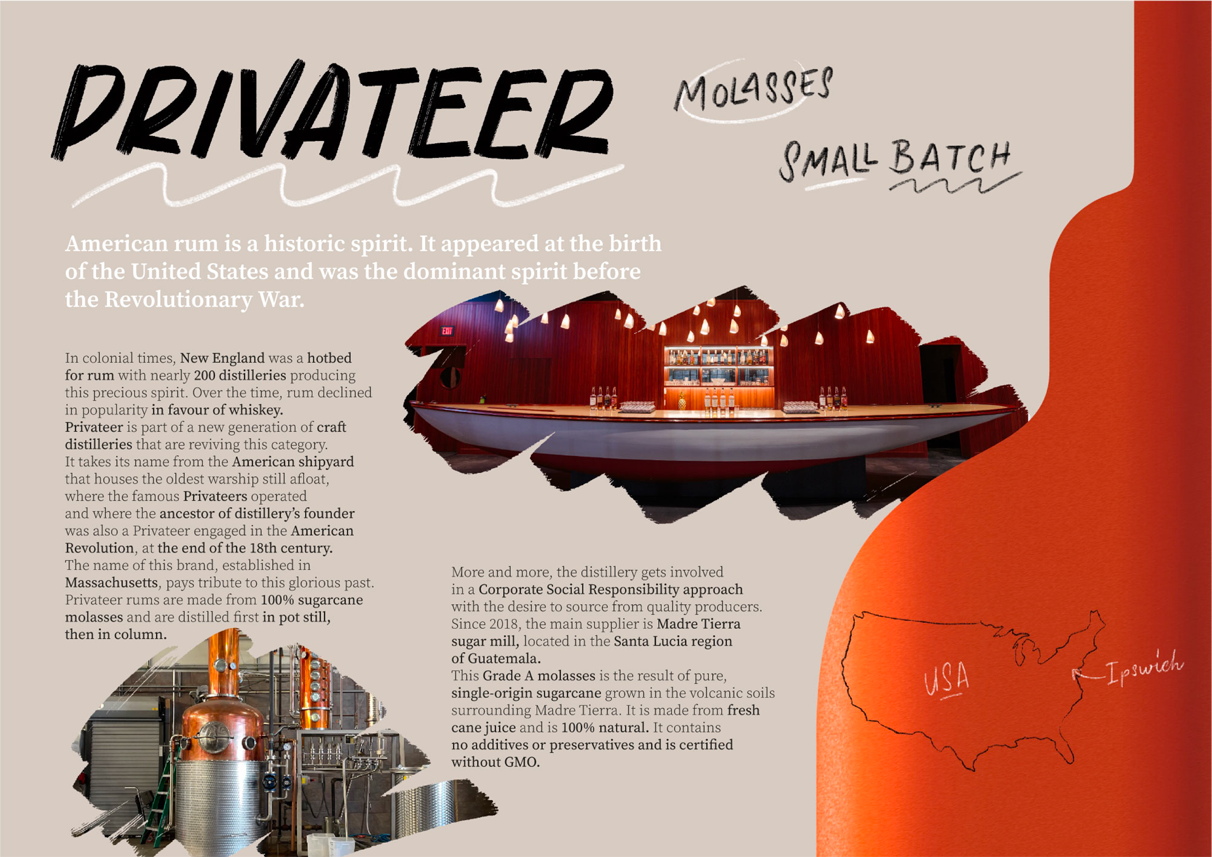 PRIVATEER
MOLASSES
SMALL BATCH
American rum is a historic spirit. It appeared at the birth
of the United States and was the dominant spirit before
the Revolutionary War.
In colonial times, New England was a hotbed
for rum with nearly 200 distilleries producing
this precious spirit. Over the time, rum declined
in popularity in favour of whiskey.
Privateer is part of a new generation of craft
distilleries that are reviving this category.
It takes its name from the American shipyard
that houses the oldest warship still afloat,
where the famous Privateers operated
and where the ancestor of distillery's founder
was also a Privateer engaged in the American
Revolution, at the end of the 18th century.
The name of this brand, established in
Massachusetts, pays tribute to this glorious past.
Privateer rums are made from 100% sugarcane
molasses and are distilled first in pot still,
then in column.
More and more, the distillery gets involved
in a Corporate Social Responsibility approach
with the desire to source from quality producers.
Since 2018, the main supplier is Madre Tierra
sugar mill, located in the Santa Lucia region
of Guatemala.
This Grade A molasses is the result of pure,
single-origin sugarcane grown in the volcanic soils
surrounding Madre Tierra. It is made from fresh
cane juice and is 100% natural. It contains
no additives or preservatives and is certified
without GMO.
USA
Ipswich
EXIT